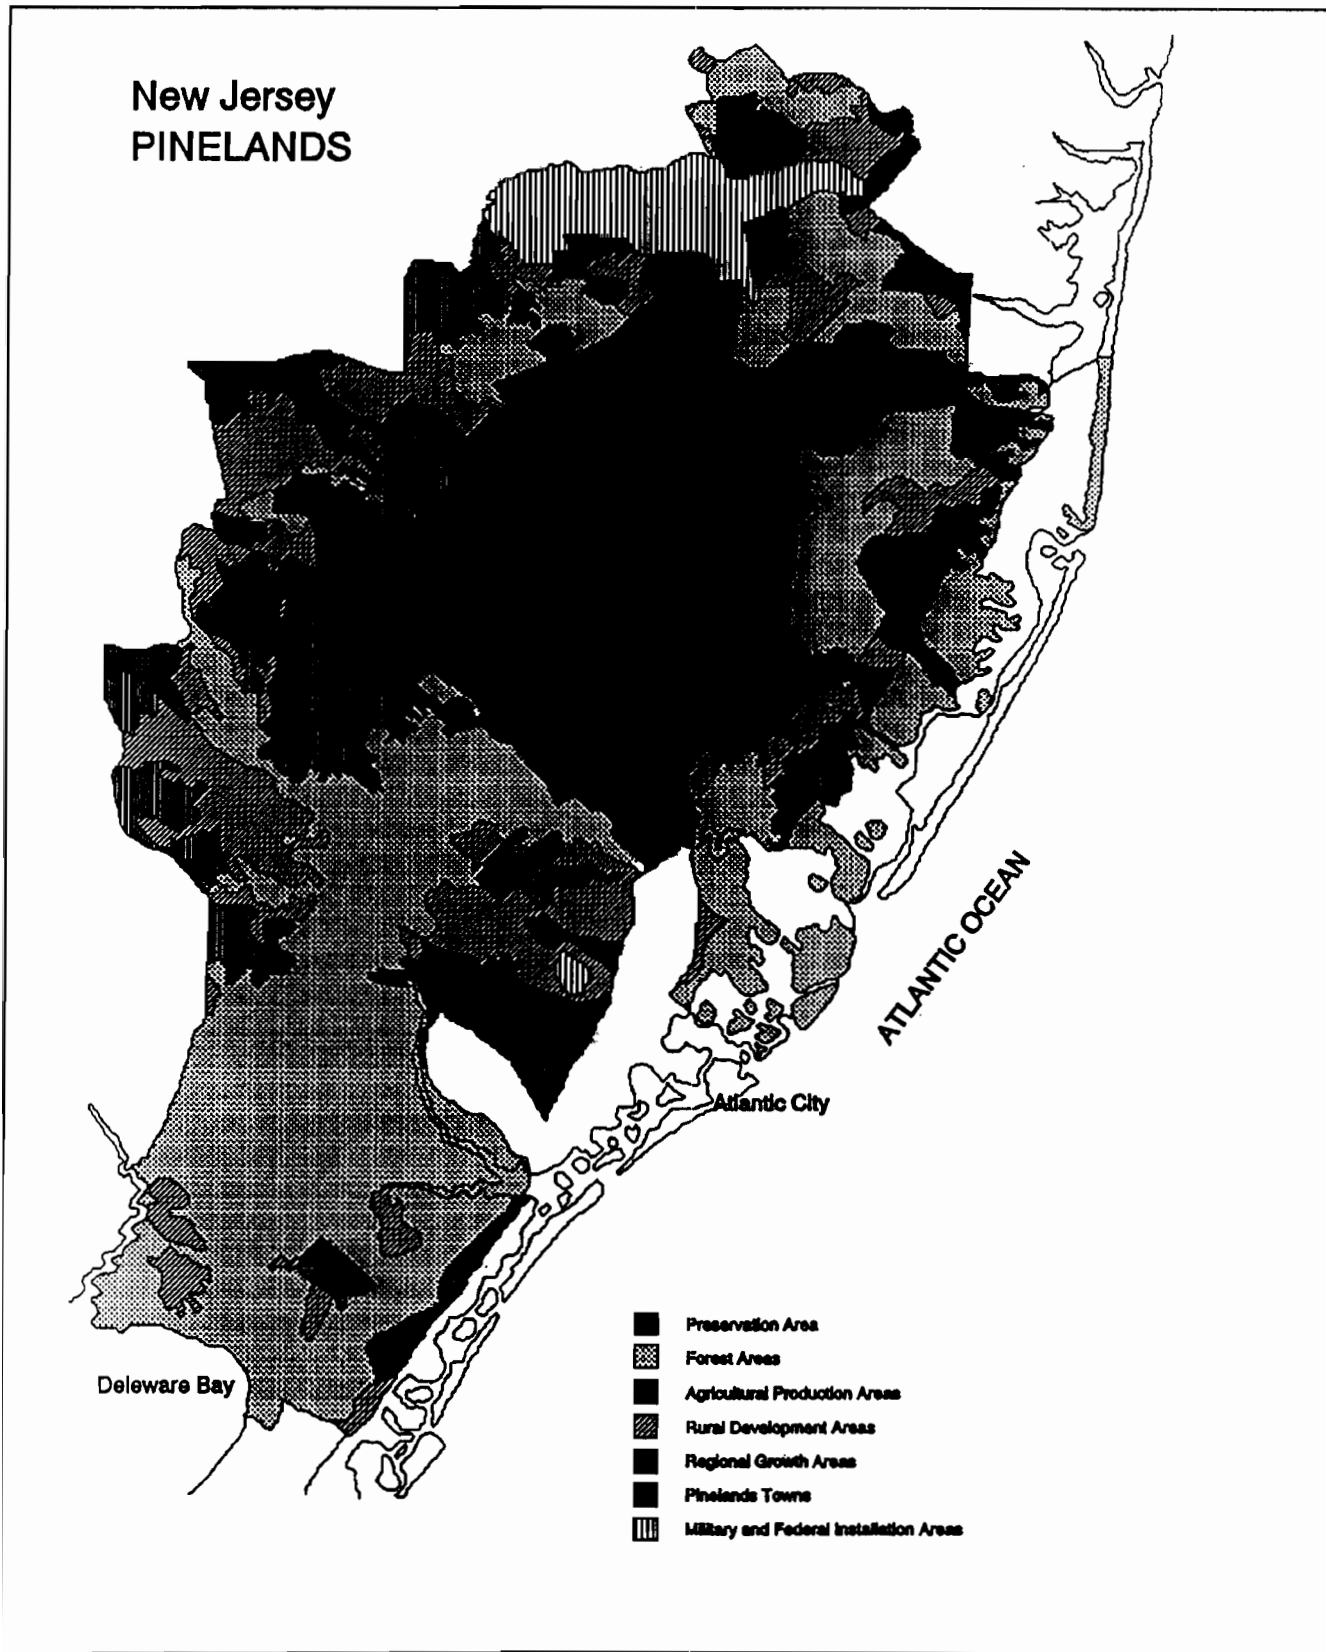 New Jersey
PINELANDS
ATLANTIC OCEAN
Atlantic City
Deleware Bay
Preservation Area
Forest Areas
Agricultural Production Areas
Rural Development Areas
Regional Growth Areas
Pinelands Towns
Military and Federal Installation Areas